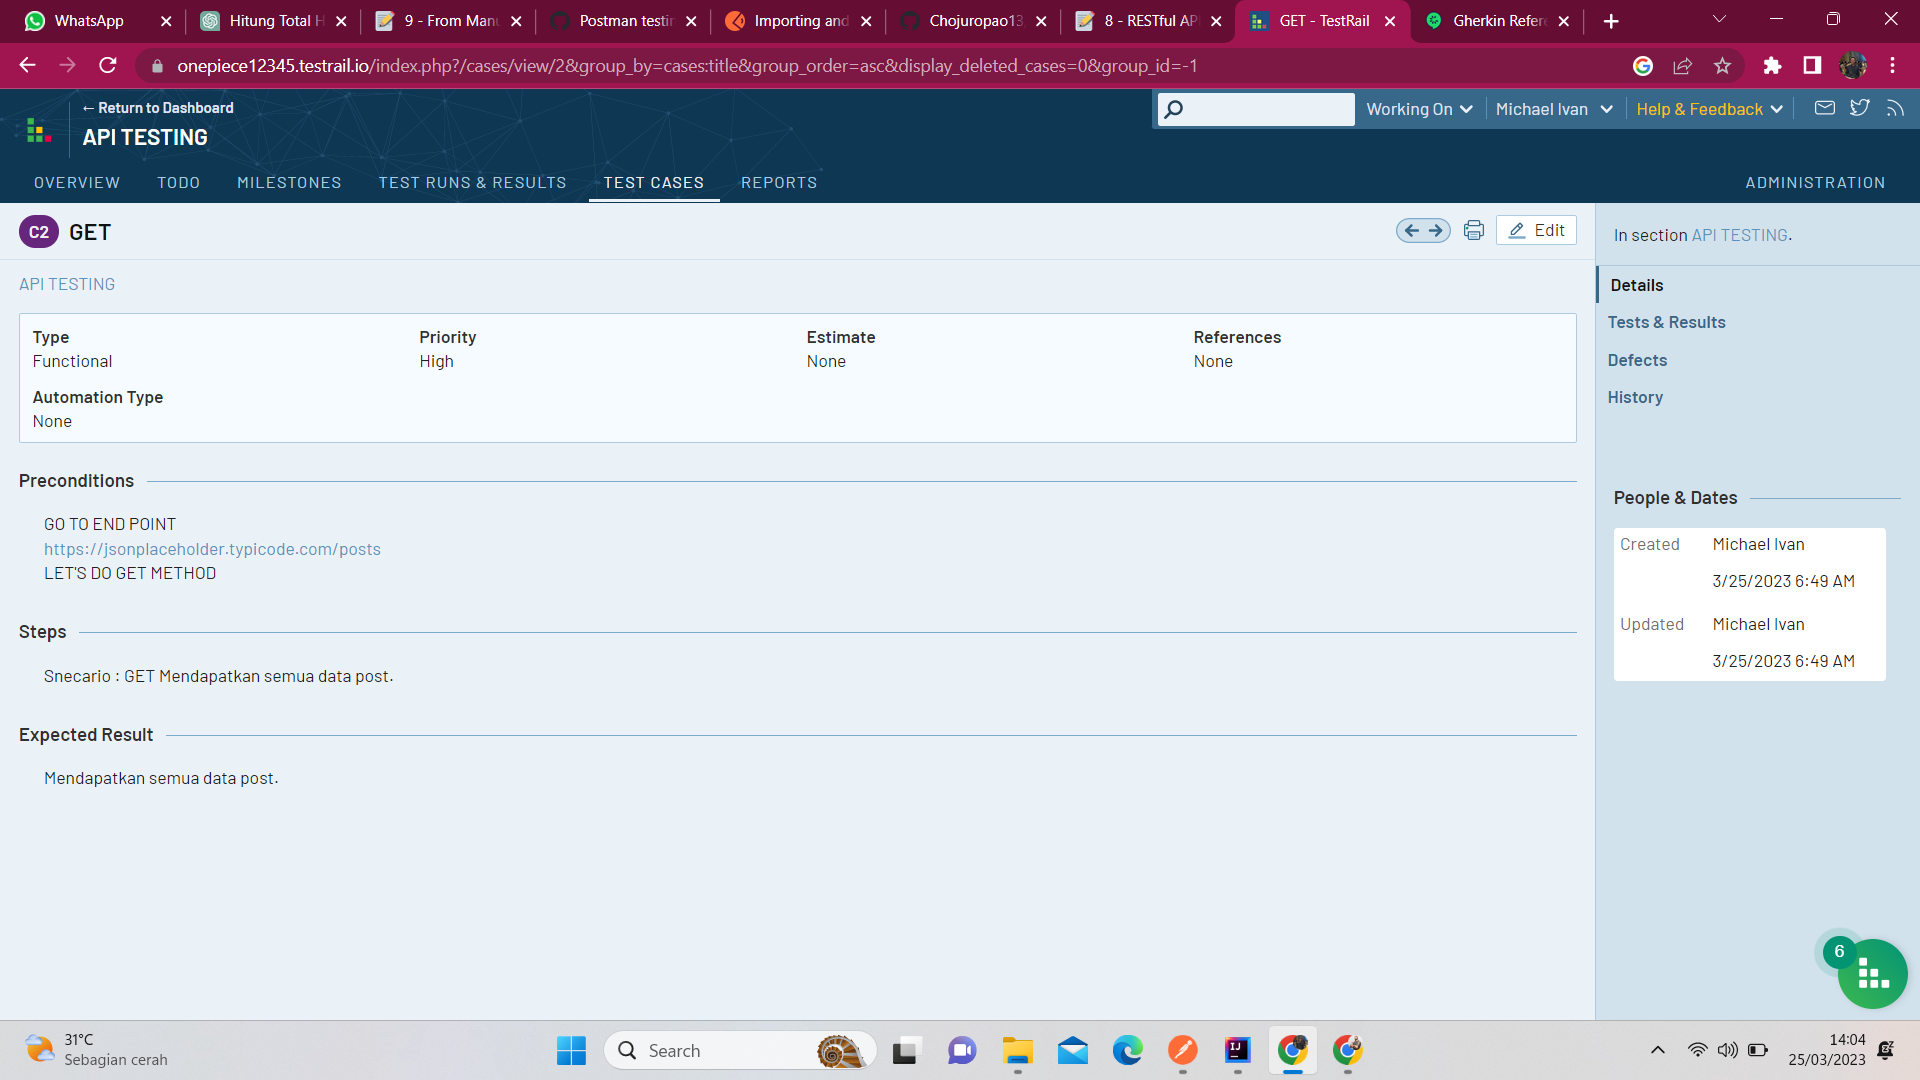 WhatsApp
Hitung Total H
9 - From Manu
Postman testin
Importing and
Chojuropao13
8 - RESTful AP
GET - TestRail
Gherkin Refere
onepiece12345.testrail.io/index.php?/cases/view/2&group_by=cases:title&group_order=asc&display_deleted_cases=0&group_id=-1
← Return to Dashboard
API TESTING
Working On
Michael Ivan
Help & Feedback
OVERVIEW
TODO
MILESTONES
TEST RUNS & RESULTS
TEST CASES
REPORTS
ADMINISTRATION
C2 GET
Edit
In section API TESTING.
API TESTING
Type
Functional
Priority
High
Estimate
None
References
None
Automation Type
None
Details
Tests & Results
Defects
History
Preconditions
GO TO END POINT
https://jsonplaceholder.typicode.com/posts
LET'S DO GET METHOD
Steps
Snecario : GET Mendapatkan semua data post.
Expected Result
Mendapatkan semua data post.
People & Dates
Created
Michael Ivan
3/25/2023 6:49 AM
Updated
Michael Ivan
3/25/2023 6:49 AM
6
31°C
Sebagian cerah
Search
IJ
14:04
25/03/2023